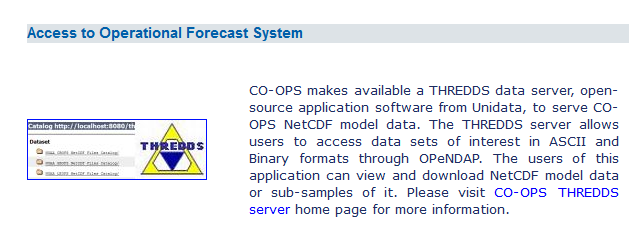 Access to Operational Forecast System
CO-OPS makes available a THREDDS data server, open-
source application software from Unidata, to serve CO-
OPS NetCDF model data. The THREDDS server allows
users to access data sets of interest in ASCII and
Binary formats through OPeNDAP. The users of this
application can view and download NetCDF model data
or sub-samples of it. Please visit CO-OPS THREDDS
server home page for more information.
Catalog http://localhost:8080/th
Dataset
THREDDS